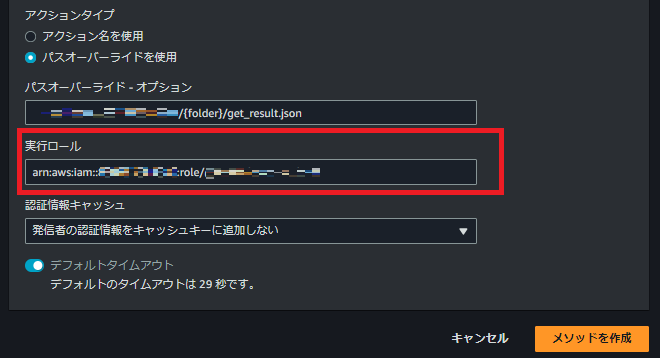 アクションタイプ
アクション名を使用
パスオーバーライドを使用
パスオーバーライド - オプション
/{folder}/get_result.json
実行ロール
arn:aws:iam:: :role/
認証情報キャッシュ
発信者の認証情報をキャッシュキーに追加しない
デフォルトタイムアウト
デフォルトのタイムアウトは 29 秒です。
キャンセル
メソッドを作成